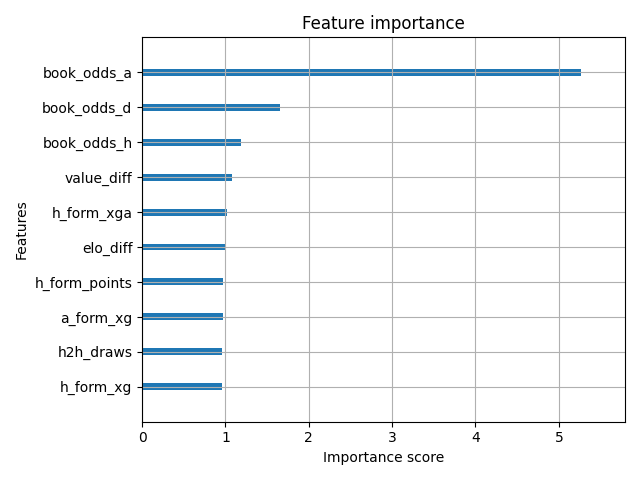 Feature importance
book_odds_a
book_odds_d
book_odds_h
value_diff
h_form_xga
elo_diff
h_form_points
a_form_xg
h2h_draws
h_form_xg
Features
0 1 2 3 4 5
Importance score